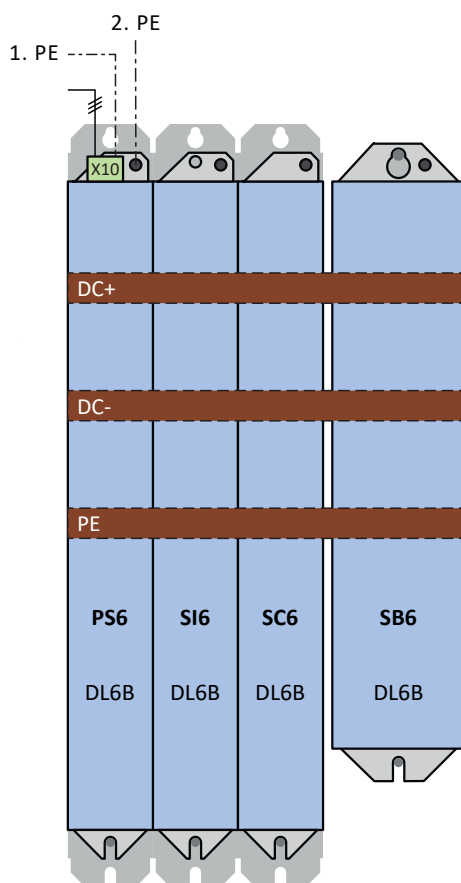 2. PE
1. PE
X10
DC+
DC-
PE
PS6 SI6 SC6 SB6
DL6B DL6B DL6B DL6B